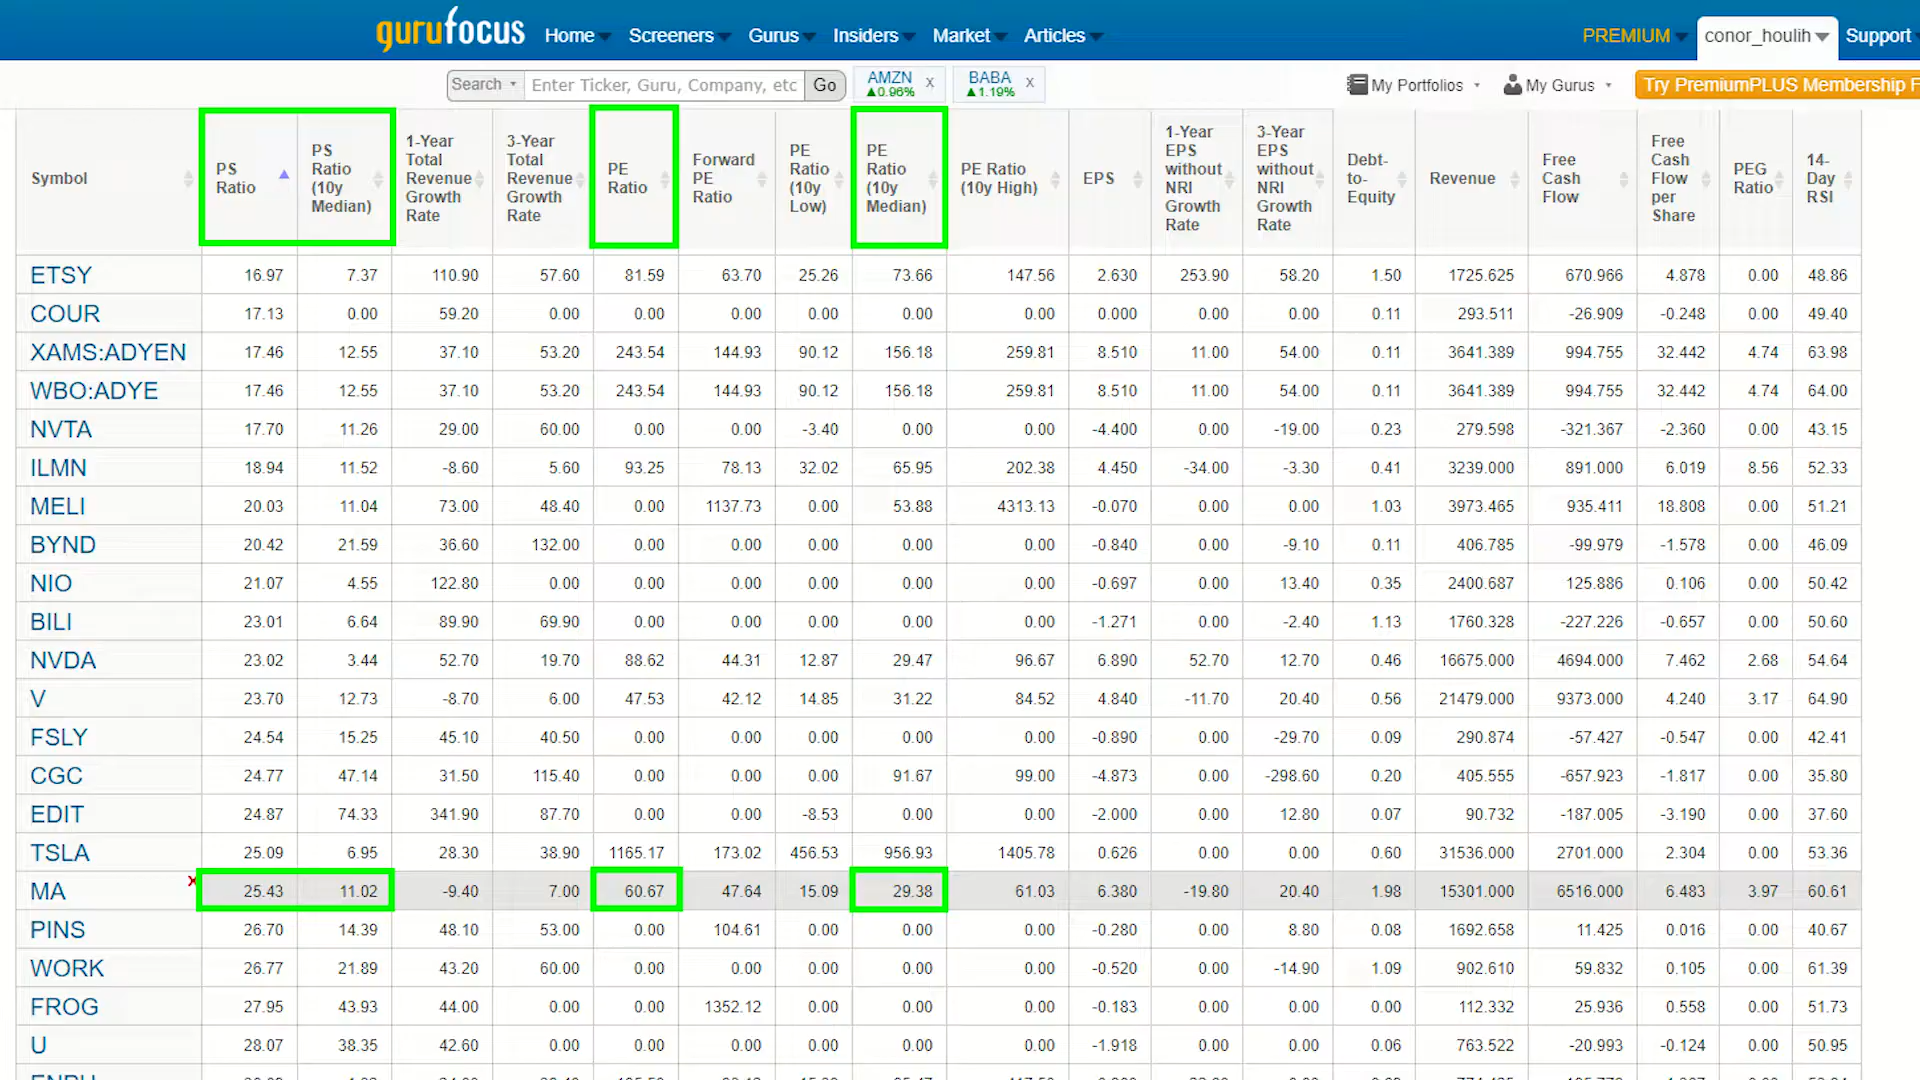 gurufocus Home Screeners Gurus Insiders Market Articles PREMIUM conor_houlih Support
Search Enter Ticker, Guru, Company, etc Go AMZN ▲0.96% x BABA ▲1.19% x My Portfolios My Gurus Try PremiumPLUS Membership F
Symbol PS Ratio PS Ratio (10y Median) 1-Year Total Revenue Growth Rate 3-Year Total Revenue Growth Rate PE Ratio Forward PE Ratio PE Ratio (10y Low) PE Ratio (10y Median) PE Ratio (10y High) EPS 1-Year EPS without NRI Growth Rate 3-Year EPS without NRI Growth Rate Debt-to-Equity Revenue Free Cash Flow Free Cash Flow per Share PEG Ratio 14-Day RSI
ETSY 16.97 7.37 110.90 57.60 81.59 63.70 25.26 73.66 147.56 2.630 253.90 58.20 1.50 1725.625 670.966 4.878 0.00 48.86
COUR 17.13 0.00 59.20 0.00 0.00 0.00 0.00 0.00 0.00 0.000 0.00 0.00 0.11 293.511 -26.909 -0.248 0.00 49.40
XAMS:ADYEN 17.46 12.55 37.10 53.20 243.54 144.93 90.12 156.18 259.81 8.510 11.00 54.00 0.11 3641.389 994.755 32.442 4.74 63.98
WBO:ADYE 17.46 12.55 37.10 53.20 243.54 144.93 90.12 156.18 259.81 8.510 11.00 54.00 0.11 3641.389 994.755 32.442 4.74 64.00
NVTA 17.70 11.26 29.00 60.00 0.00 0.00 -3.40 0.00 0.00 -4.400 0.00 -19.00 0.23 279.598 -321.367 -2.360 0.00 43.15
ILMN 18.94 11.52 -8.60 5.60 93.25 78.13 32.02 65.95 202.38 4.450 -34.00 -3.30 0.41 3239.000 891.000 6.019 8.56 52.33
MELI 20.03 11.04 73.00 48.40 0.00 1137.73 0.00 53.88 4313.13 -0.070 0.00 0.00 1.03 3973.465 935.411 18.808 0.00 51.21
BYND 20.42 21.59 36.60 132.00 0.00 0.00 0.00 0.00 0.00 -0.840 0.00 -9.10 0.11 406.785 -99.979 -1.578 0.00 46.09
NIO 21.07 4.55 122.80 0.00 0.00 0.00 0.00 0.00 0.00 -0.697 0.00 13.40 0.35 2400.687 125.886 0.106 0.00 50.42
BILI 23.01 6.64 89.90 69.90 0.00 0.00 0.00 0.00 0.00 -1.271 0.00 -2.40 1.13 1760.328 -227.226 -0.657 0.00 50.60
NVDA 23.02 3.44 52.70 19.70 88.62 44.31 12.87 29.47 96.67 6.890 52.70 12.70 0.46 16675.000 4694.000 7.462 2.68 54.64
V 23.70 12.73 -8.70 6.00 47.53 42.12 14.85 31.22 84.52 4.840 -11.70 20.40 0.56 21479.000 9373.000 4.240 3.17 64.90
FSLY 24.54 15.25 45.10 40.50 0.00 0.00 0.00 0.00 0.00 -0.890 0.00 -29.70 0.09 290.874 -57.427 -0.547 0.00 42.41
CGC 24.77 47.14 31.50 115.40 0.00 0.00 0.00 91.67 99.00 -4.873 0.00 -298.60 0.20 405.555 -657.923 -1.817 0.00 35.80
EDIT 24.87 74.33 341.90 87.70 0.00 0.00 -8.53 0.00 0.00 -2.000 0.00 12.80 0.07 90.732 -187.005 -3.190 0.00 37.60
TSLA 25.09 6.95 28.30 38.90 1165.17 173.02 456.53 956.93 1405.78 0.626 0.00 0.00 0.60 31536.000 2701.000 2.304 0.00 53.36
MA x 25.43 11.02 -9.40 7.00 60.67 47.64 15.09 29.38 61.03 6.380 -19.80 20.40 1.98 15301.000 6516.000 6.483 3.97 60.61
PINS 26.70 14.39 48.10 53.00 0.00 104.61 0.00 0.00 0.00 -0.280 0.00 8.80 0.08 1692.658 11.425 0.016 0.00 40.67
WORK 26.77 21.89 43.20 60.00 0.00 0.00 0.00 0.00 0.00 -0.520 0.00 -14.90 1.09 902.610 59.832 0.105 0.00 61.39
FROG 27.95 43.93 44.00 0.00 0.00 1352.12 0.00 0.00 0.00 -0.183 0.00 0.00 0.06 112.332 25.936 0.558 0.00 51.73
U 28.07 38.35 42.60 0.00 0.00 0.00 0.00 0.00 0.00 -1.918 0.00 0.00 0.06 763.522 -20.993 -0.124 0.00 50.95